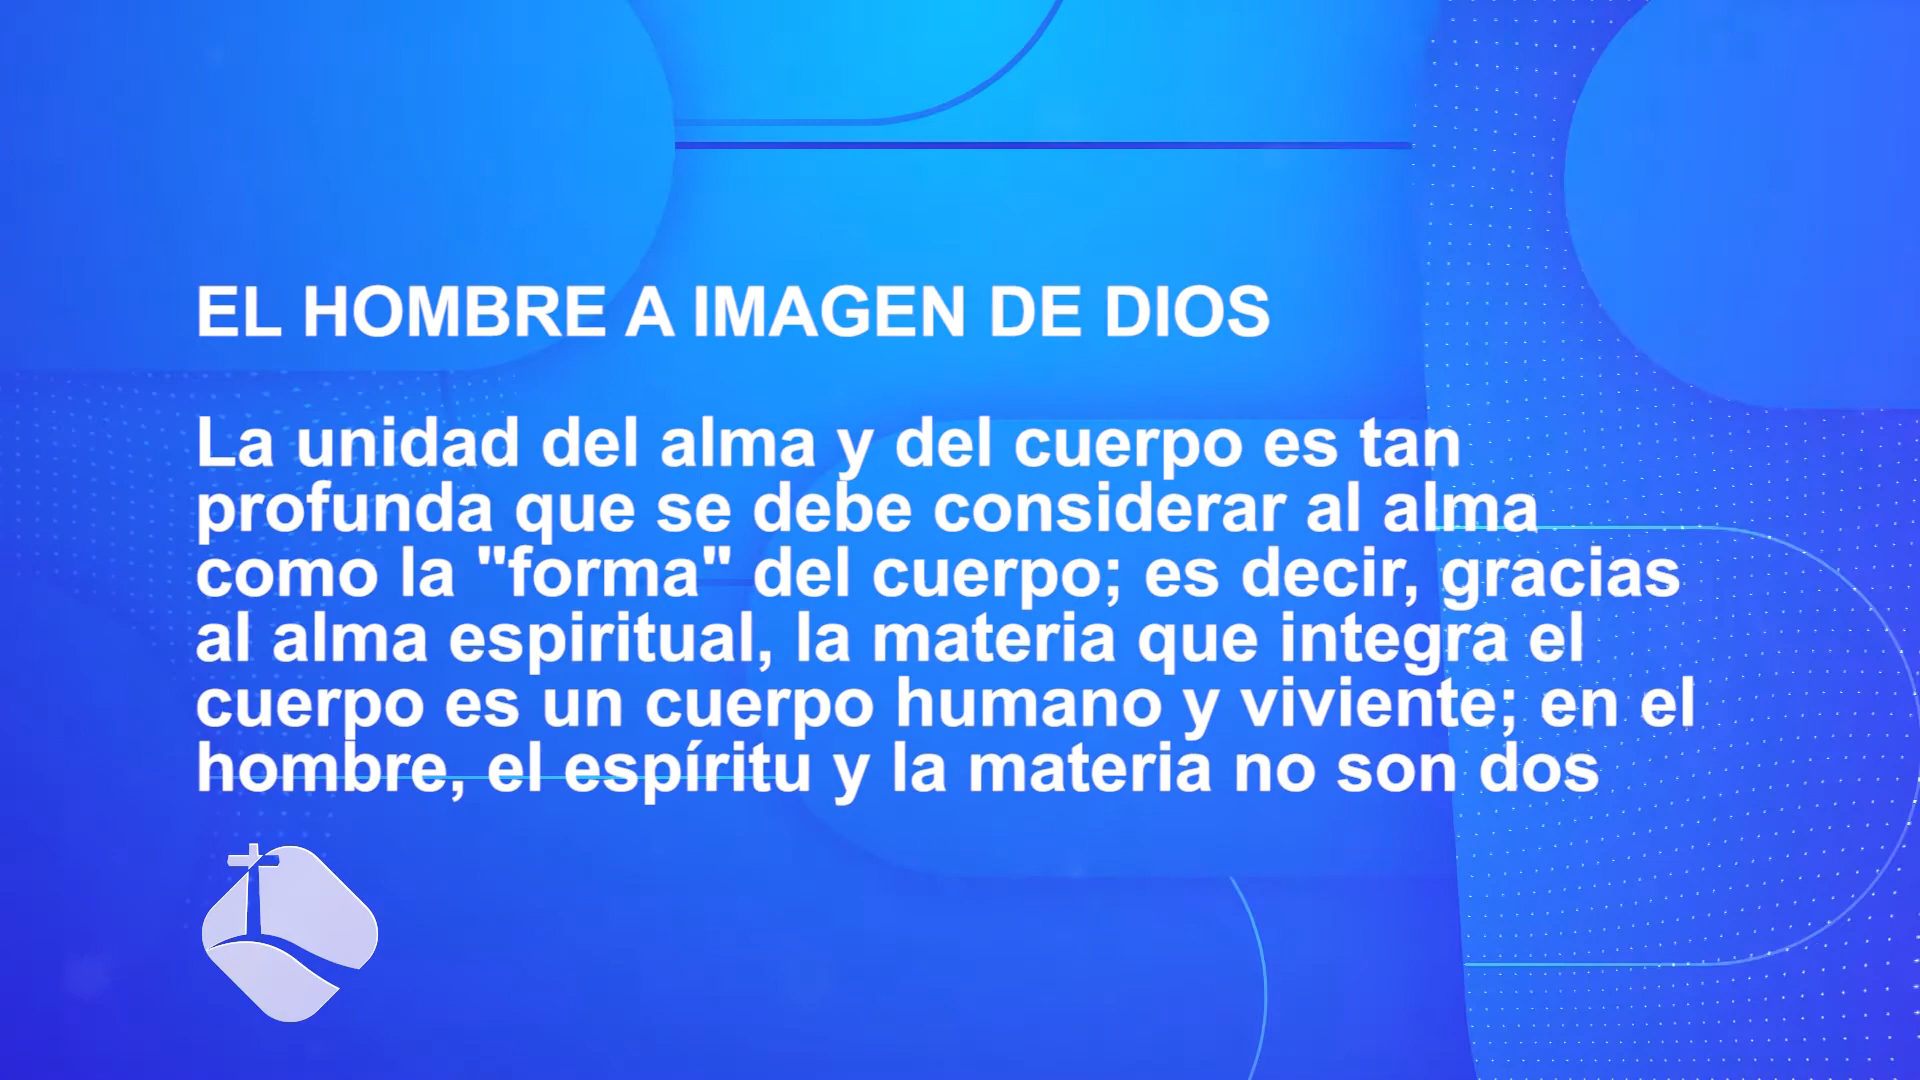 EL HOMBRE A IMAGEN DE DIOS
La unidad del alma y del cuerpo es tan
profunda que se debe considerar al alma
como la "forma" del cuerpo; es decir, gracias
al alma espiritual, la materia que integra el
cuerpo es un cuerpo humano y viviente; en el
hombre, el espíritu y la materia no son dos